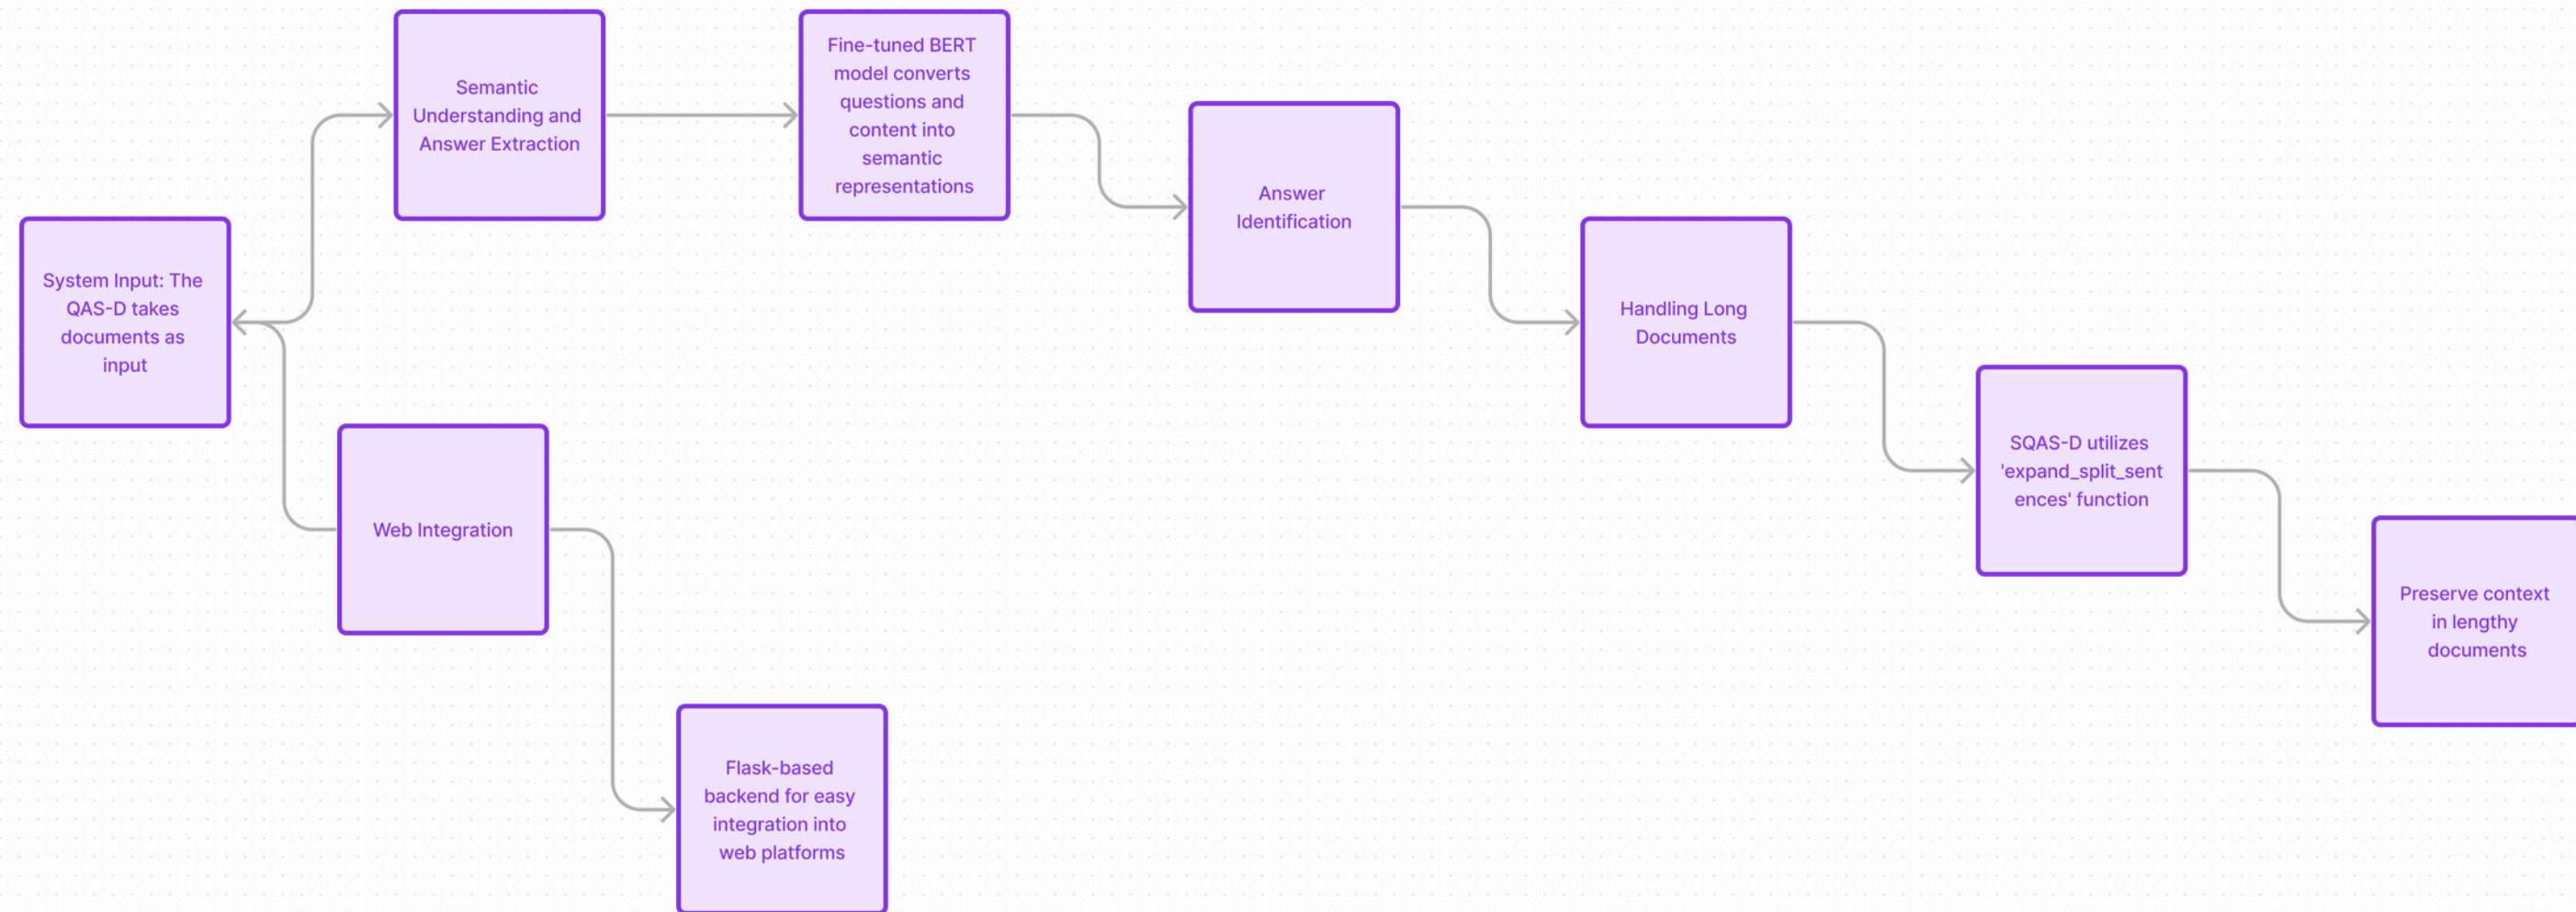 Semantic
Understanding and
Answer Extraction
Fine-tuned BERT
model converts
questions and
content into
semantic
representations
Answer
Identification
System Input: The
QAS-D takes
documents as
input
Handling Long
Documents
SQAS-D utilizes
'expand_split_sent
ences' function
Web Integration
Preserve context
in lengthy
documents
Flask-based
backend for easy
integration into
web platforms